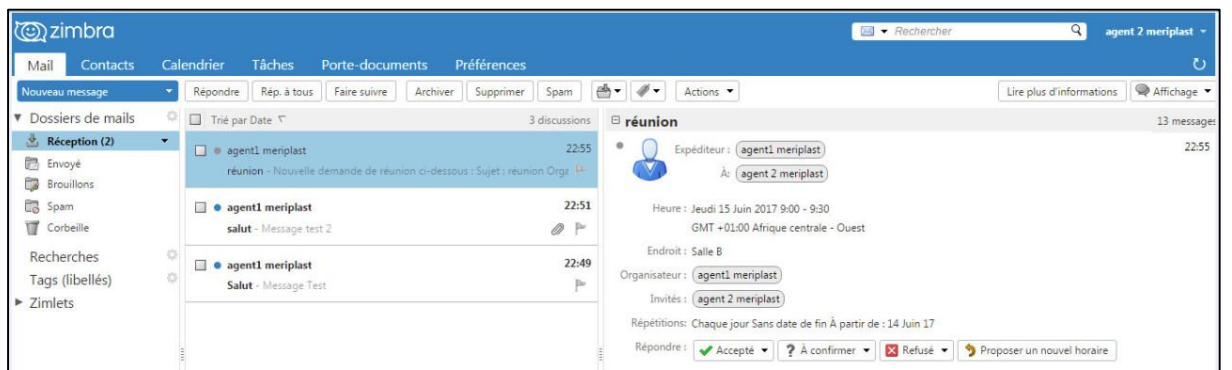 zimbra
Rechercher
agent 2 meriplast
Mail Contacts Calendrier Tâches Porte-documents Préférences
Nouveau message
Répondre Rép. à tous Faire suivre Archiver Supprimer Spam Actions Lire plus d'informations Affichage
Dossiers de mails
Réception (2)
Envoyé
Brouillons
Spam
Corbeille
Recherches
Tags (libellés)
Zimlets
Trié par Date 3 discussions
agent1 meriplast 22:55
réunion - Nouvelle demande de réunion ci-dessous : Sujet : réunion Orga
agent1 meriplast 22:51
salut - Message test 2
agent1 meriplast 22:49
Salut - Message Test
réunion 13 messages
Expéditeur : agent1 meriplast 22:55
À: agent 2 meriplast
Heure : Jeudi 15 Juin 2017 9:00 - 9:30
GMT +01:00 Afrique centrale - Ouest
Endroit : Salle B
Organisateur : agent1 meriplast
Invités : agent 2 meriplast
Répétitions: Chaque jour Sans date de fin À partir de : 14 Juin 17
Répondre : Accepté ? À confirmer Refusé Proposer un nouvel horaire